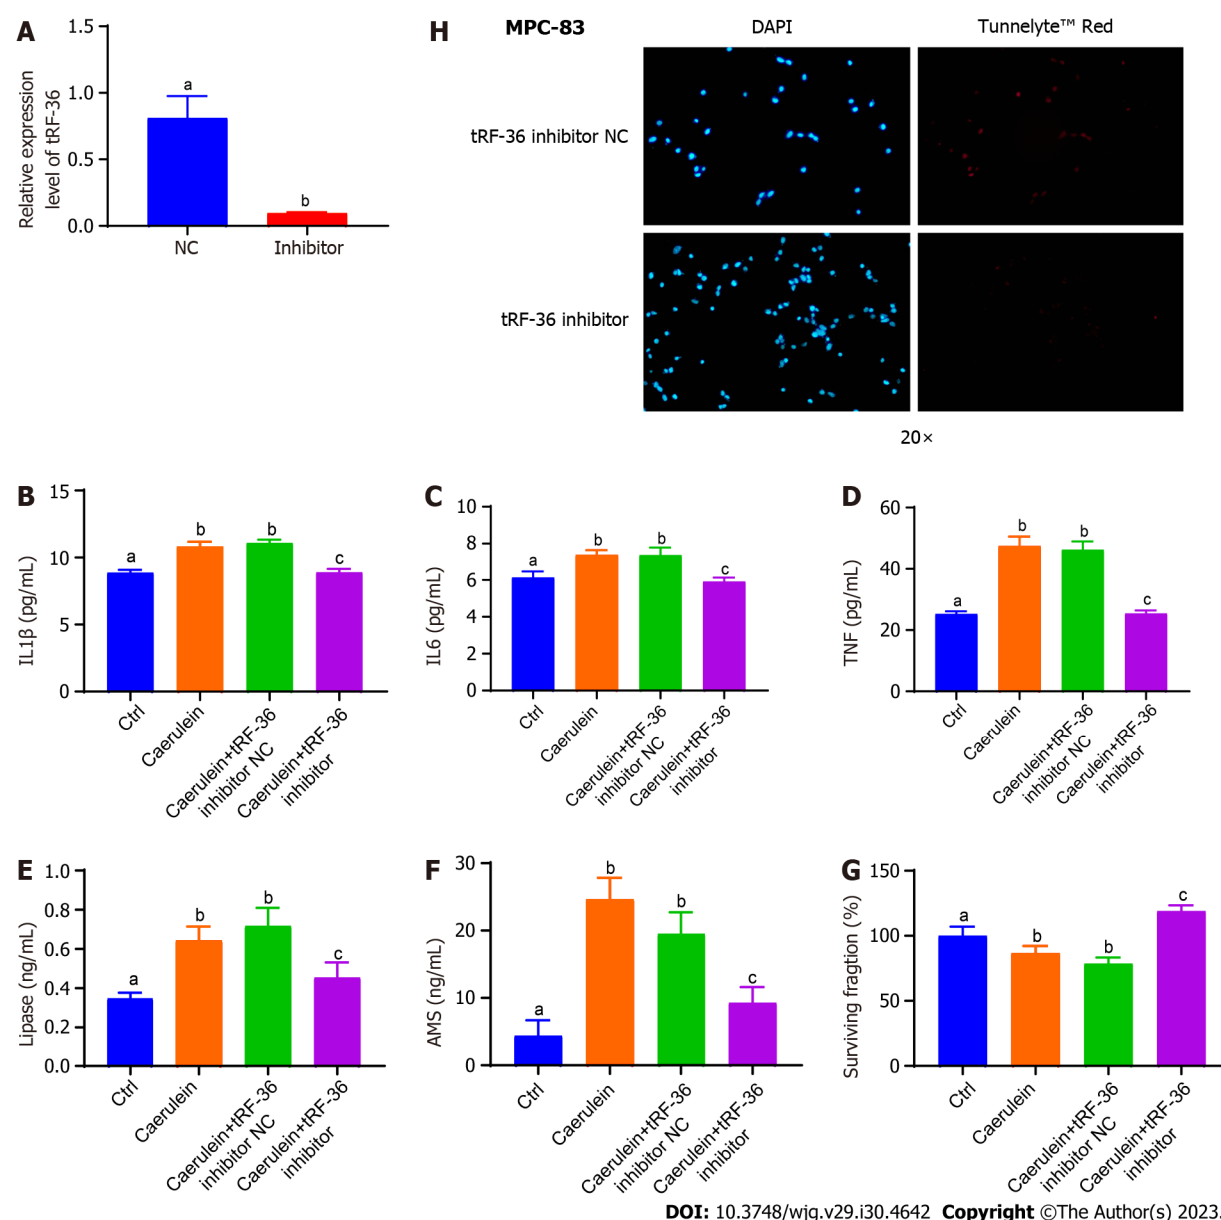 A
1.5
1.0
0.5
0.0
Relative expression
level of tRF-36
a
b
NC
Inhibitor
H
MPC-83
DAPI
Tunnelyte™ Red
tRF-36 inhibitor NC
tRF-36 inhibitor
20×
B
15
10
5
0
IL1β (pg/mL)
a
b
b
c
Ctrl
Caerulein
Caerulein+tRF-36
inhibitor NC
Caerulein+tRF-36
inhibitor
C
10
8
6
4
2
0
IL6 (pg/mL)
a
b
b
c
Ctrl
Caerulein
Caerulein+tRF-36
inhibitor NC
Caerulein+tRF-36
inhibitor
D
60
40
20
0
TNF (pg/mL)
a
b
b
c
Ctrl
Caerulein
Caerulein+tRF-36
inhibitor NC
Caerulein+tRF-36
inhibitor
E
1.0
0.8
0.6
0.4
0.2
0.0
Lipase (ng/mL)
a
b
b
c
Ctrl
Caerulein
Caerulein+tRF-36
inhibitor NC
Caerulein+tRF-36
inhibitor
F
30
20
10
0
AMS (ng/mL)
a
b
b
c
Ctrl
Caerulein
Caerulein+tRF-36
inhibitor NC
Caerulein+tRF-36
inhibitor
G
150
100
50
0
Surviving fragtion (%)
a
b
b
c
Ctrl
Caerulein
Caerulein+tRF-36
inhibitor NC
Caerulein+tRF-36
inhibitor
DOI: 10.3748/wjg.v29.i30.4642 Copyright ©The Author(s) 2023.